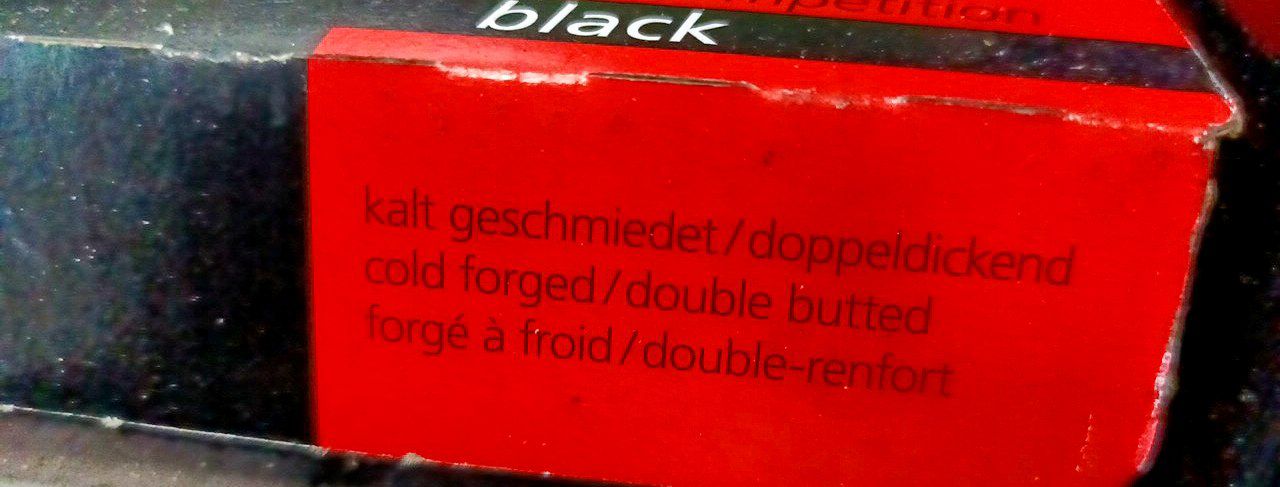 black
kalt geschmiedet/doppeldickend
cold forged/double butted
forgé à froid/double-renfort